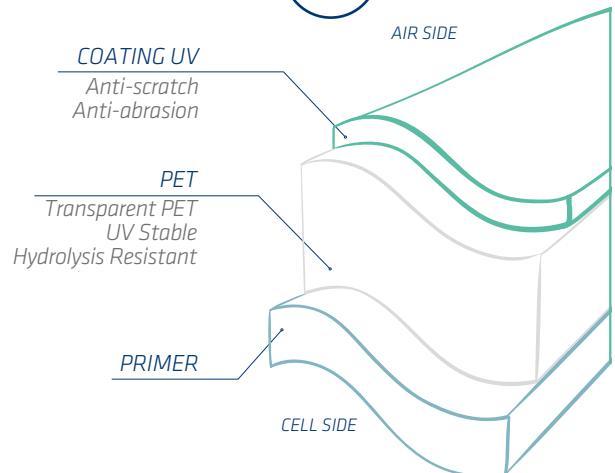 AIR SIDE
COATING UV
Anti-scratch
Anti-abrasion
PET
Transparent PET
UV Stable
Hydrolysis Resistant
PRIMER
CELL SIDE